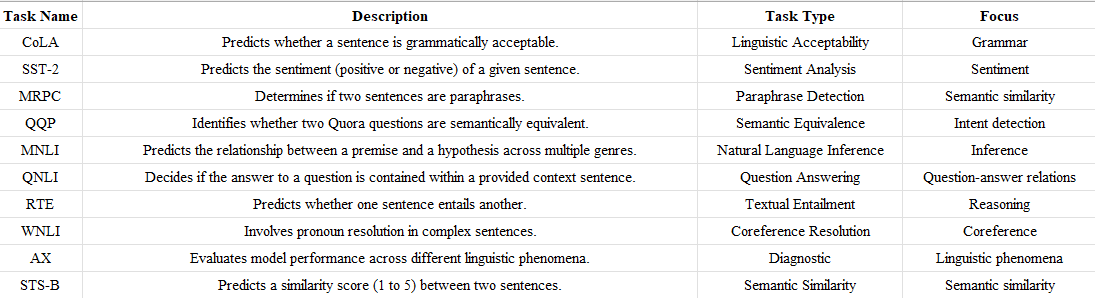 Task Name Description Task Type Focus
CoLA Predicts whether a sentence is grammatically acceptable. Linguistic Acceptability Grammar
SST-2 Predicts the sentiment (positive or negative) of a given sentence. Sentiment Analysis Sentiment
MRPC Determines if two sentences are paraphrases. Paraphrase Detection Semantic similarity
QQP Identifies whether two Quora questions are semantically equivalent. Semantic Equivalence Intent detection
MNLI Predicts the relationship between a premise and a hypothesis across multiple genres. Natural Language Inference Inference
QNLI Decides if the answer to a question is contained within a provided context sentence. Question Answering Question-answer relations
RTE Predicts whether one sentence entails another. Textual Entailment Reasoning
WNLI Involves pronoun resolution in complex sentences. Coreference Resolution Coreference
AX Evaluates model performance across different linguistic phenomena. Diagnostic Linguistic phenomena
STS-B Predicts a similarity score (1 to 5) between two sentences. Semantic Similarity Semantic similarity